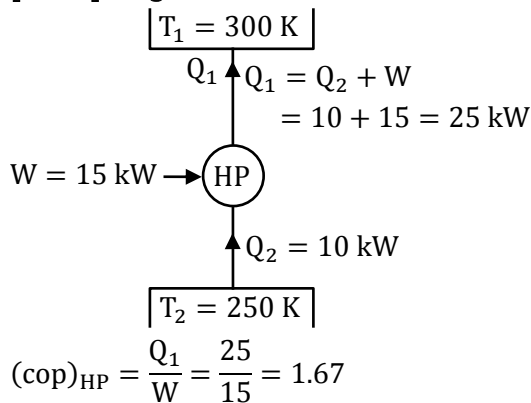 T₁ = 300 K
Q₁ Q₁ = Q₂ + W
= 10 + 15 = 25 kW
W = 15 kW HP
Q₂ = 10 kW
T₂ = 250 K
(cop)HP = Q₁/W = 25/15 = 1.67